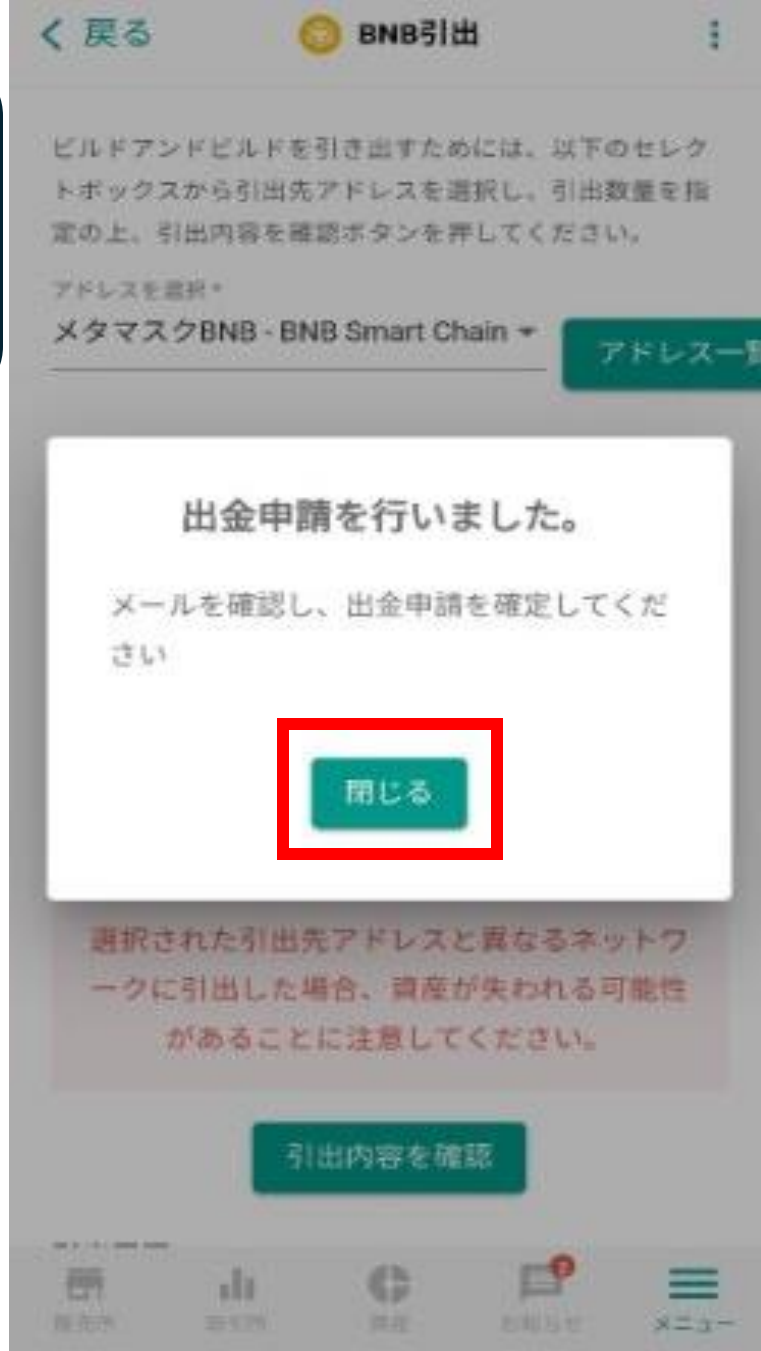 戻る
BNB引出
ビルドアンドビルドを引き出すためには、以下のセレク
トボックスから引出先アドレスを選択し、引出数量を指
定の上、引出内容を確認ボタンを押してください。
アドレスを選択*
メタマスクBNB - BNB Smart Chain
アドレス一覧
出金申請を行いました。
メールを確認し、出金申請を確定してくだ
さい
閉じる
選択された引出先アドレスと異なるネットワ
ークに引出した場合、資産が失われる可能性
があることに注意してください。
引出内容を確認
販売所
取引所
資産
お知らせ
メニュー